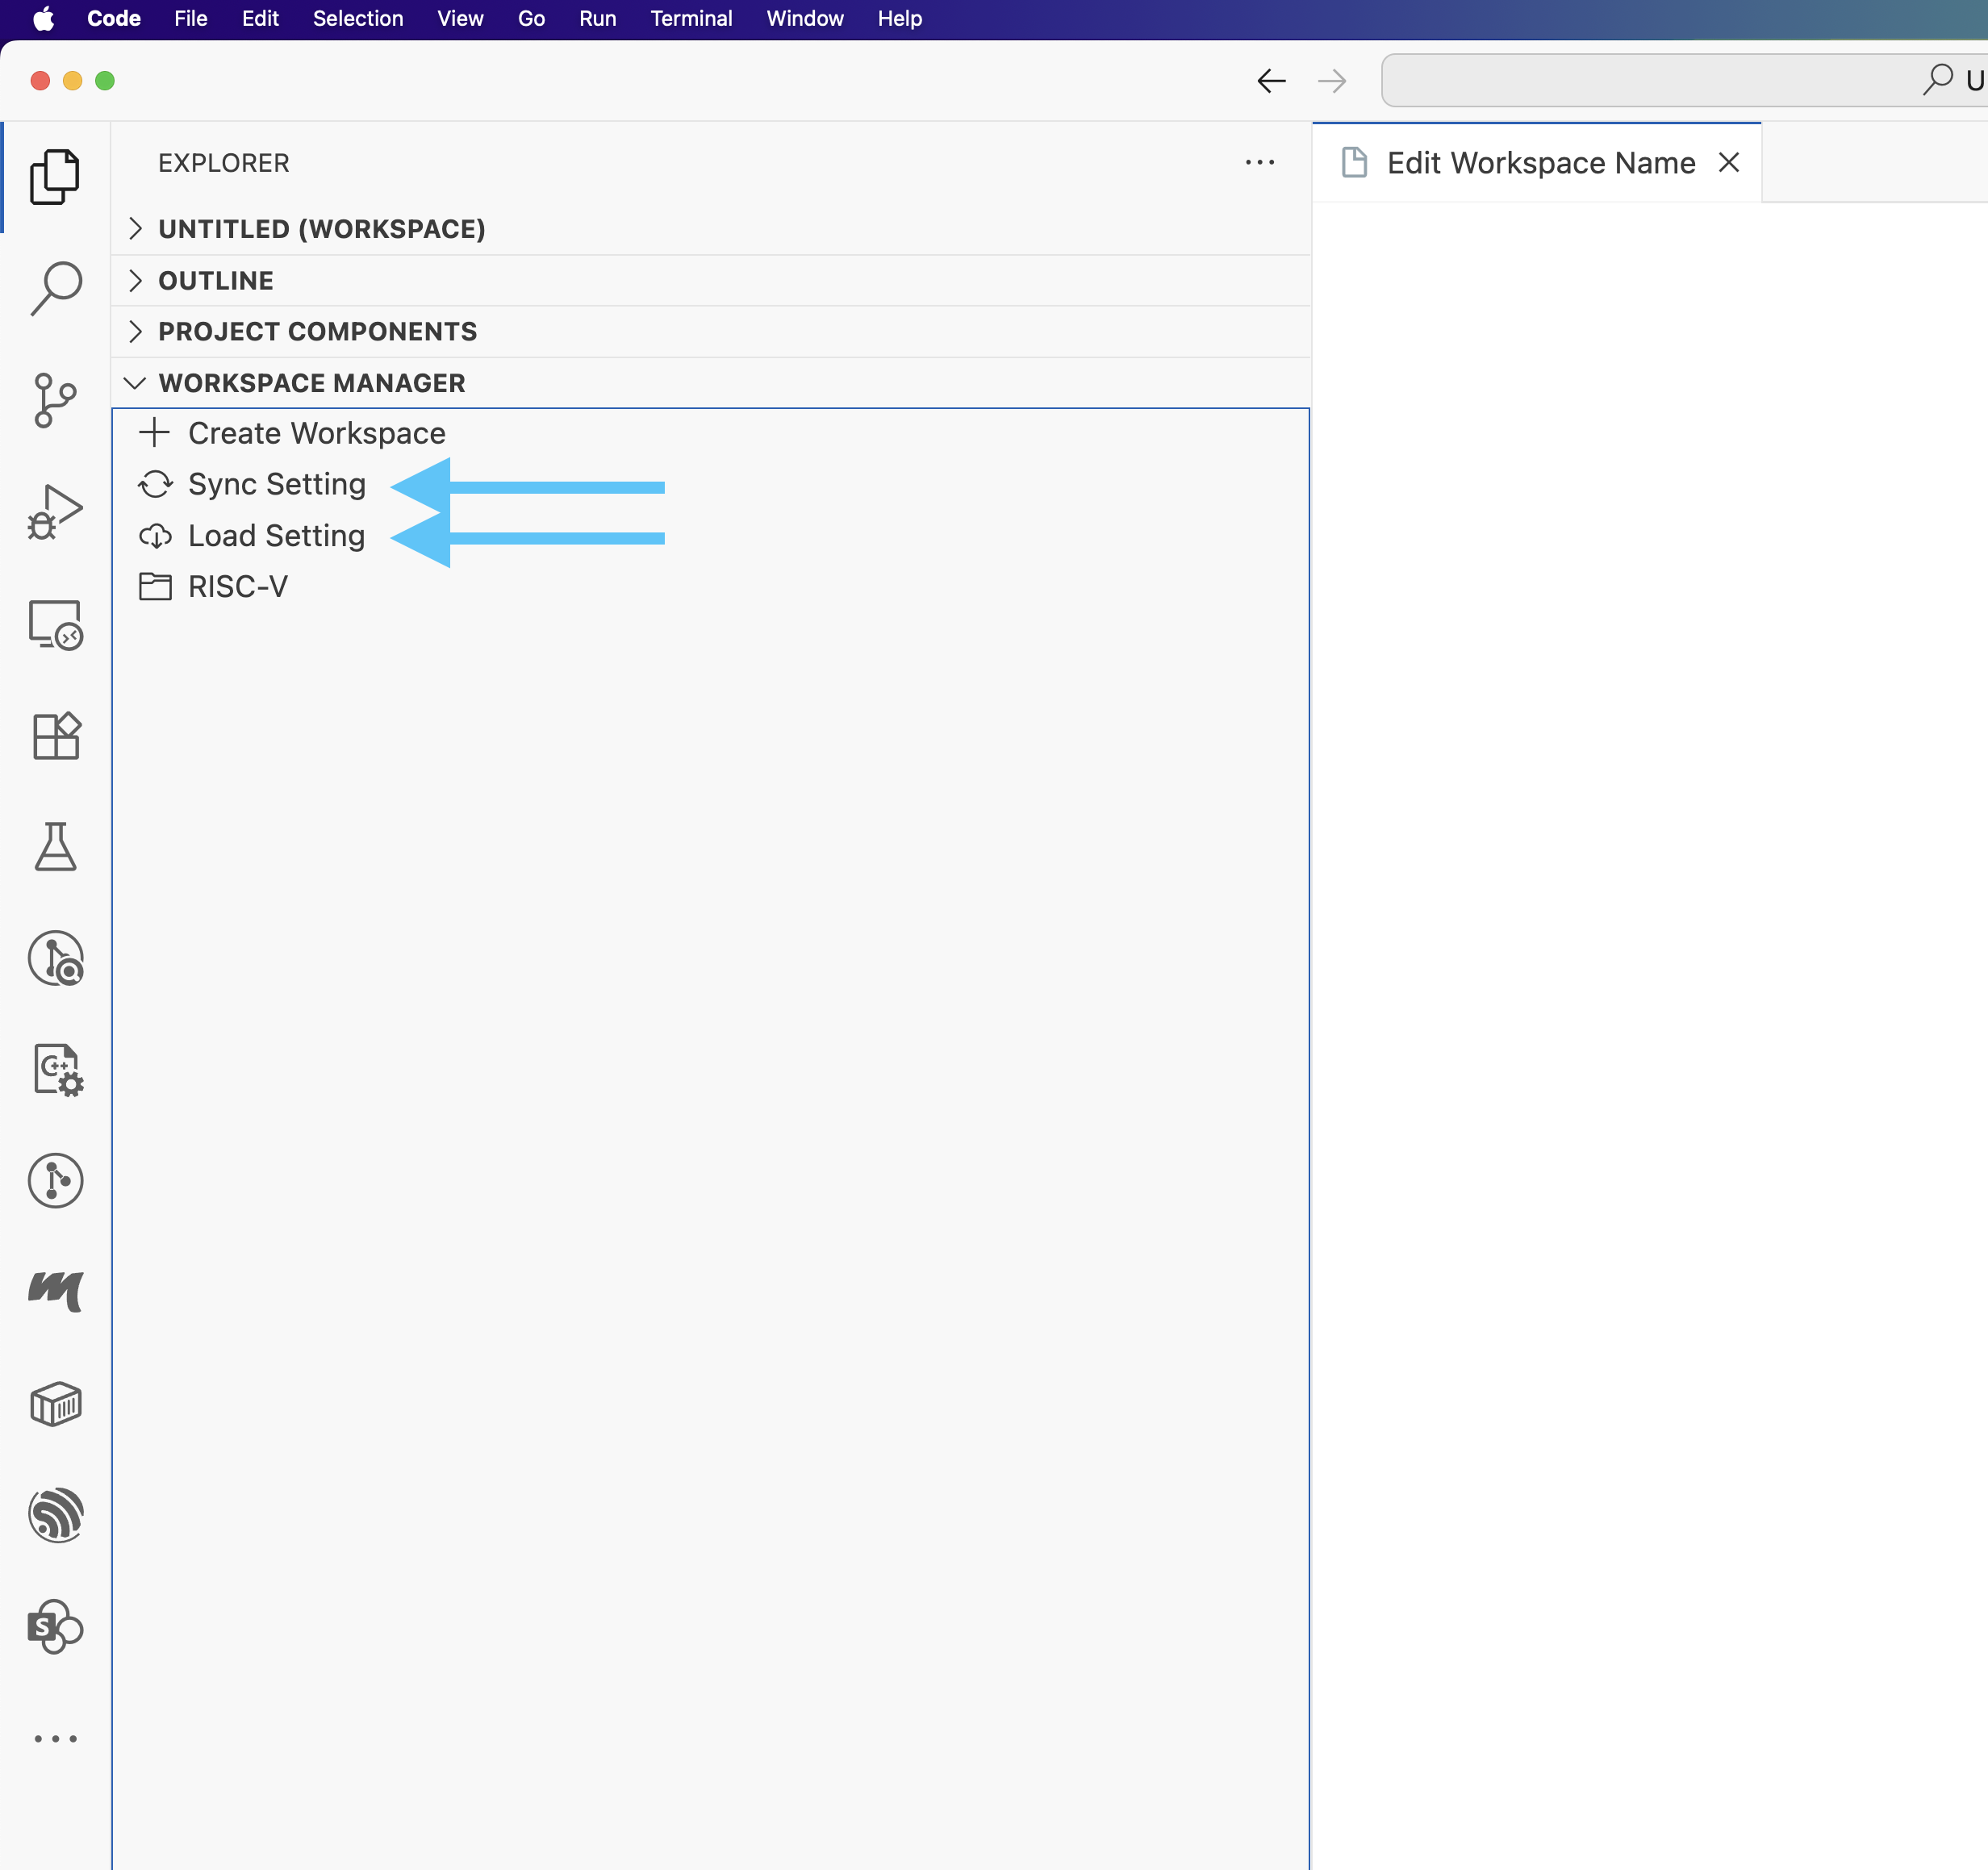 Code File Edit Selection View Go Run Terminal Window Help
U
EXPLORER
Edit Workspace Name
UNTITLED (WORKSPACE)
OUTLINE
PROJECT COMPONENTS
WORKSPACE MANAGER
Create Workspace
Sync Setting
Load Setting
RISC-V
C++
S